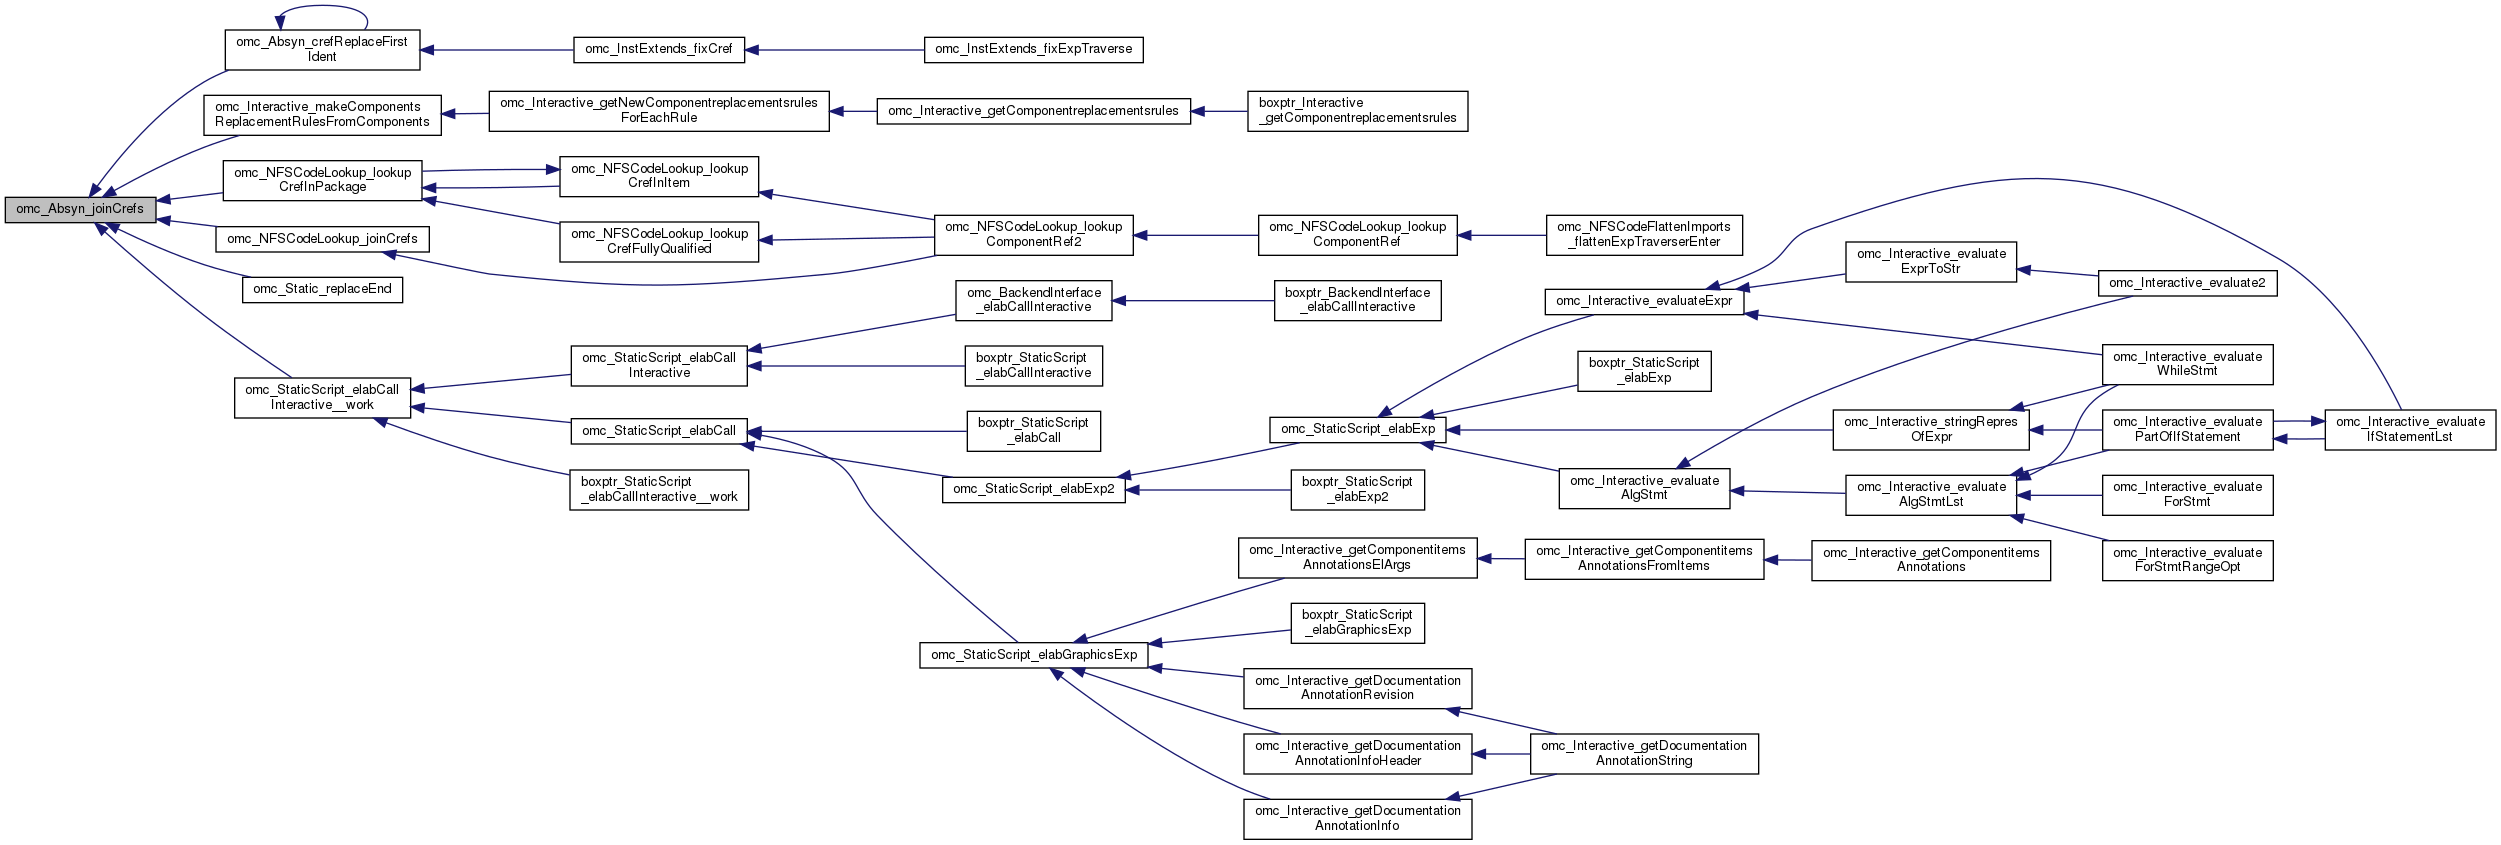 omc_Absyn_joinCrefs
omc_Absyn_crefReplaceFirst
Ident
omc_InstExtends_fixCref
omc_InstExtends_fixExpTraverse
omc_Interactive_makeComponents
ReplacementRulesFromComponents
omc_Interactive_getNewComponentreplacementsrules
ForEachRule
omc_Interactive_getComponentreplacementsrules
boxptr_Interactive
_getComponentreplacementsrules
omc_NFSCodeLookup_lookup
CrefInPackage
omc_NFSCodeLookup_lookup
CrefInItem
omc_NFSCodeLookup_lookup
CrefFullyQualified
omc_NFSCodeLookup_joinCrefs
omc_NFSCodeLookup_lookup
ComponentRef2
omc_NFSCodeLookup_lookup
ComponentRef
omc_NFSCodeFlattenImports
_flattenExpTraverserEnter
omc_Static_replaceEnd
omc_StaticScript_elabCall
Interactive__work
omc_StaticScript_elabCall
Interactive
omc_BackendInterface
_elabCallInteractive
boxptr_BackendInterface
_elabCallInteractive
boxptr_StaticScript
_elabCallInteractive
omc_StaticScript_elabCall
boxptr_StaticScript
_elabCall
boxptr_StaticScript
_elabCallInteractive__work
omc_StaticScript_elabExp2
boxptr_StaticScript
_elabExp2
omc_StaticScript_elabExp
omc_Interactive_evaluateExpr
boxptr_StaticScript
_elabExp
omc_Interactive_evaluate
AlgStmt
omc_Interactive_evaluate
ExprToStr
omc_Interactive_evaluate2
omc_Interactive_stringRepres
OfExpr
omc_Interactive_evaluate
AlgStmtLst
omc_Interactive_evaluate
WhileStmt
omc_Interactive_evaluate
PartOfIfStatement
omc_Interactive_evaluate
IfStatementLst
omc_Interactive_evaluate
ForStmt
omc_Interactive_evaluate
ForStmtRangeOpt
omc_StaticScript_elabGraphicsExp
omc_Interactive_getComponentitems
AnnotationsElArgs
omc_Interactive_getComponentitems
AnnotationsFromItems
omc_Interactive_getComponentitems
Annotations
boxptr_StaticScript
_elabGraphicsExp
omc_Interactive_getDocumentation
AnnotationRevision
omc_Interactive_getDocumentation
AnnotationInfoHeader
omc_Interactive_getDocumentation
AnnotationString
omc_Interactive_getDocumentation
AnnotationInfo